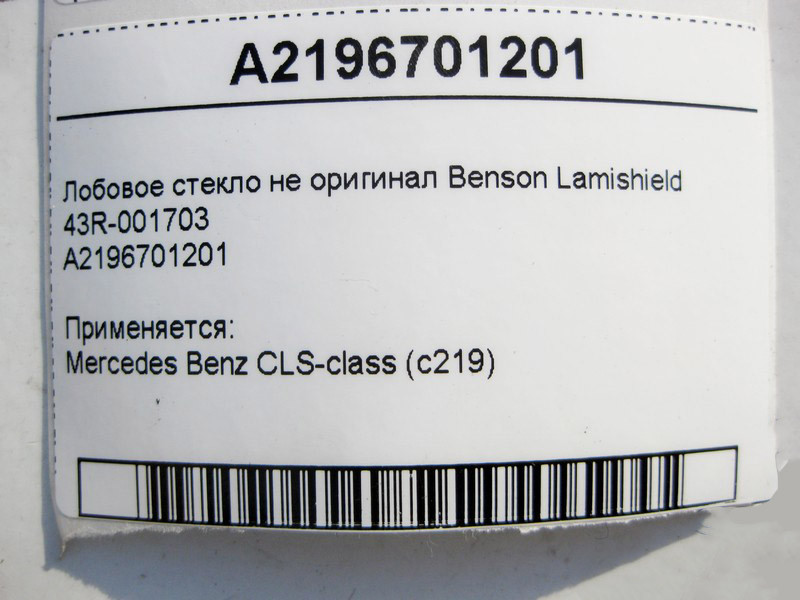 A2196701201
Лобовое стекло не оригинал Benson Lamishield
43R-001703
A2196701201
Применяется:
Mercedes Benz CLS-class (c219)